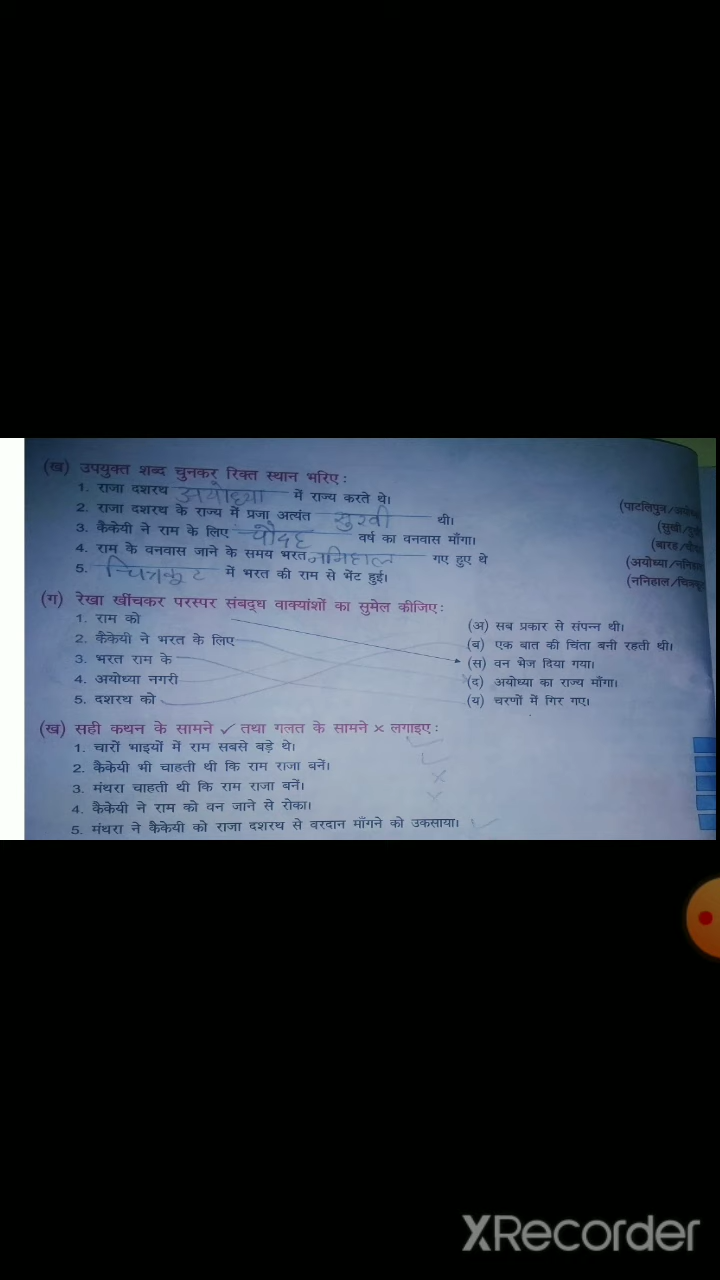 (ख) उपयुक्त शब्द चुनकर रिक्त स्थान भरिए :
1. राजा दशरथ अयोध्या में राज्य करते थे। (पाटलिपुत्र/
2. राजा दशरथ के राज्य में प्रजा अत्यंत सुखी थी। (सुखी/
3. कैकेयी ने राम के लिए चौदह वर्ष का वनवास माँगा। (बारह/
4. राम के वनवास जाने के समय भरत ननिहाल गए हुए थे (अयोध्या/
5. चित्रकूट में भरत की राम से भेंट हुई। (ननिहाल/
(ग) रेखा खींचकर परस्पर संबद्ध वाक्यांशों का सुमेल कीजिए :
1. राम को (अ) सब प्रकार से संपन्न थी।
2. कैकेयी ने भरत के लिए (ब) एक बात की चिंता बनी रहती थी।
3. भरत राम के (स) वन भेज दिया गया।
4. अयोध्या नगरी (द) अयोध्या का राज्य माँगा।
5. दशरथ को (य) चरणों में गिर गए।
(ख) सही कथन के सामने ✓ तथा गलत के सामने × लगाइए :
1. चारों भाइयों में राम सबसे बड़े थे। ✓
2. कैकेयी भी चाहती थी कि राम राजा बनें। ✓
3. मंथरा चाहती थी कि राम राजा बनें। ×
4. कैकेयी ने राम को वन जाने से रोका। ×
5. मंथरा ने कैकेयी को राजा दशरथ से वरदान माँगने को उकसाया। ✓
XRecorder